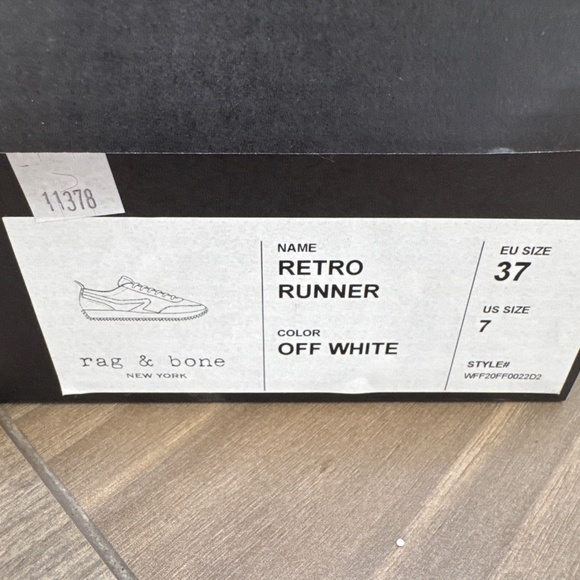 11378
NAME
RETRO
RUNNER
COLOR
OFF WHITE
rag & bone
NEW YORK
EU SIZE
37
US SIZE
7
STYLE#
WFF20FF0022D2